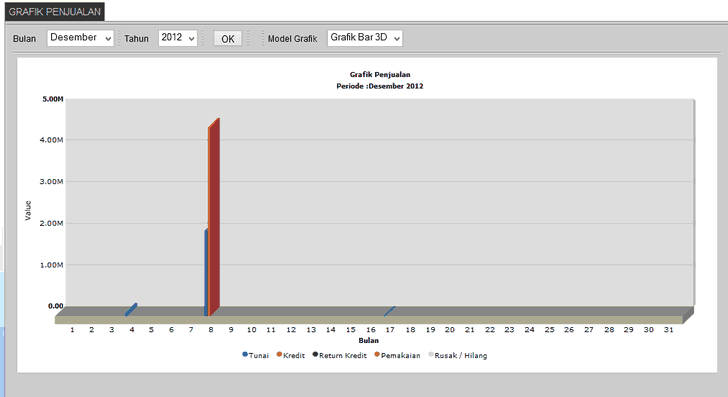 GRAFIK PENJUALAN
Bulan Desember Tahun 2012 OK Model Grafik Grafik Bar 3D
Grafik Penjualan
Periode :Desember 2012
5.00M
4.00M
3.00M
2.00M
1.00M
0.00
Value
1 2 3 4 5 6 7 8 9 10 11 12 13 14 15 16 17 18 19 20 21 22 23 24 25 26 27 28 29 30 31
Bulan
Tunai Kredit Return Kredit Pemakaian Rusak / Hilang